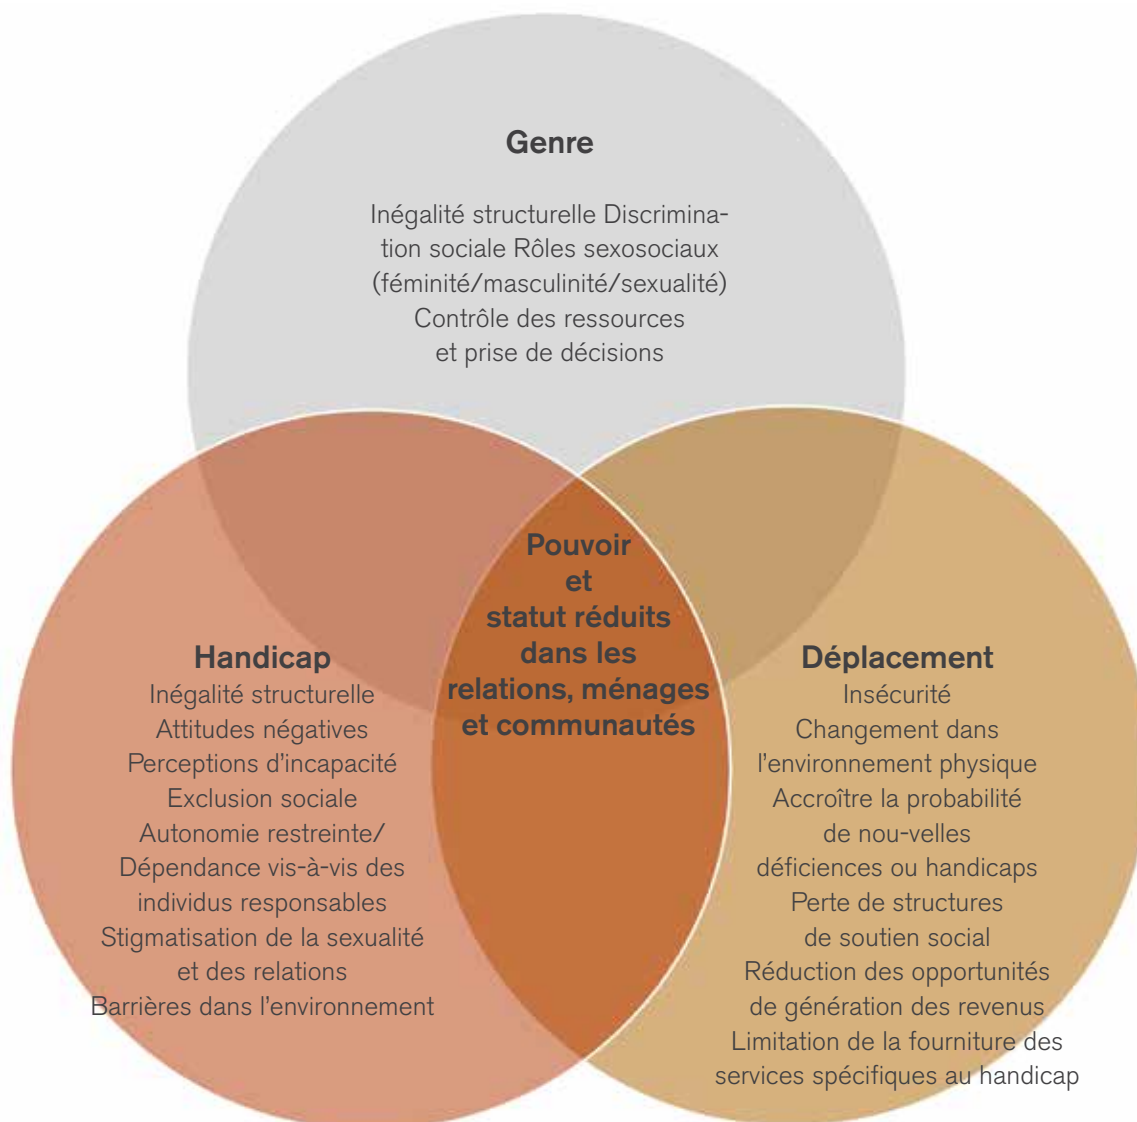 Genre
Inégalité structurelle Discrimina-
tion sociale Rôles sexosociaux
(féminité/masculinité/sexualité)
Contrôle des ressources
et prise de décisions
Pouvoir
et
statut réduits
dans les
relations, ménages
et communautés
Handicap
Inégalité structurelle
Attitudes négatives
Perceptions d'incapacité
Exclusion sociale
Autonomie restreinte/
Dépendance vis-à-vis des
individus responsables
Stigmatisation de la sexualité
et des relations
Barrières dans l'environnement
Déplacement
Insécurité
Changement dans
l'environnement physique
Accroître la probabilité
de nou-velles
déficiences ou handicaps
Perte de structures
de soutien social
Réduction des opportunités
de génération des revenus
Limitation de la fourniture des
services spécifiques au handicap